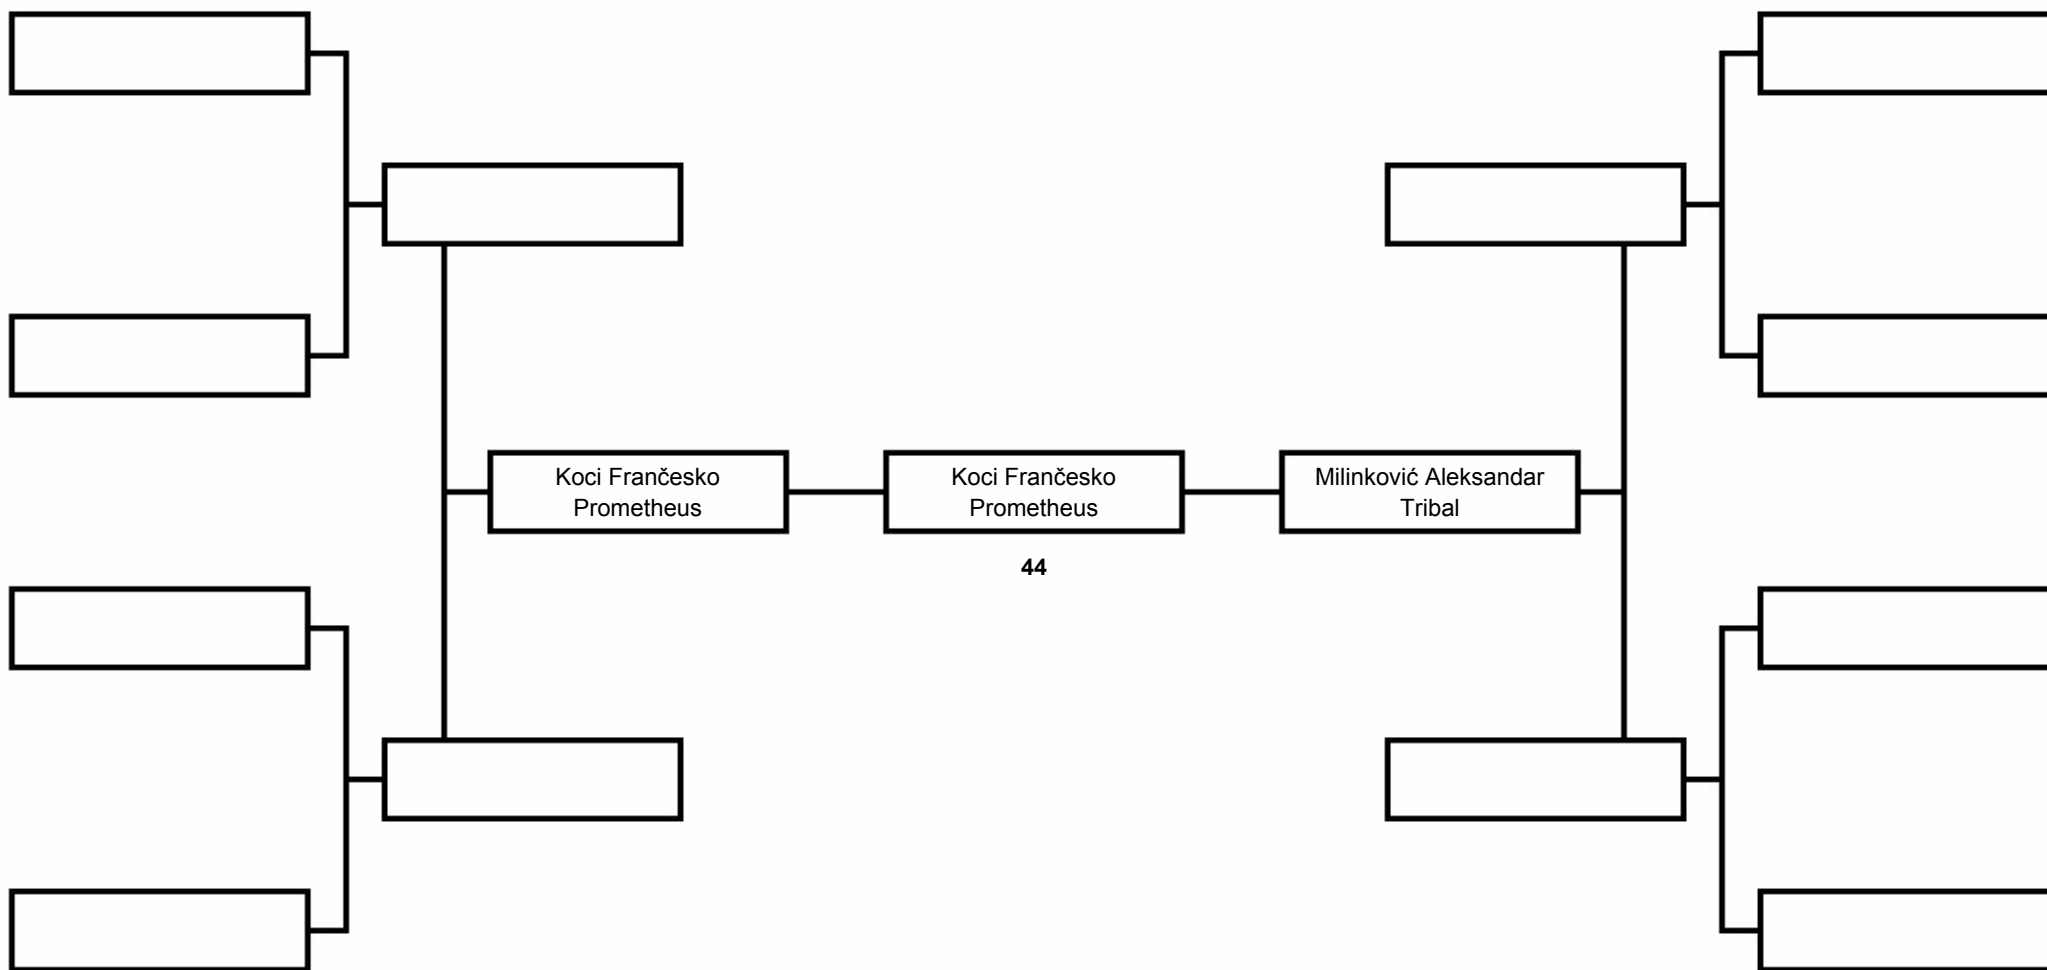 Koci Frančesko
Prometheus
Koci Frančesko
Prometheus
Milinković Aleksandar
Tribal
44